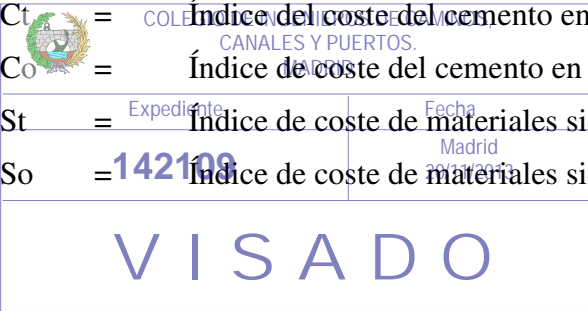 Ct = Índice del coste del cemento en
COLEGIO DE INGENIEROS DE CAMINOS,
CANALES Y PUERTOS.
Co = Índice de coste del cemento en
MADRID
Expediente Fecha
St = Índice de coste de materiales si
Madrid
142109 29/11/2013
So = Índice de coste de materiales si
VISADO